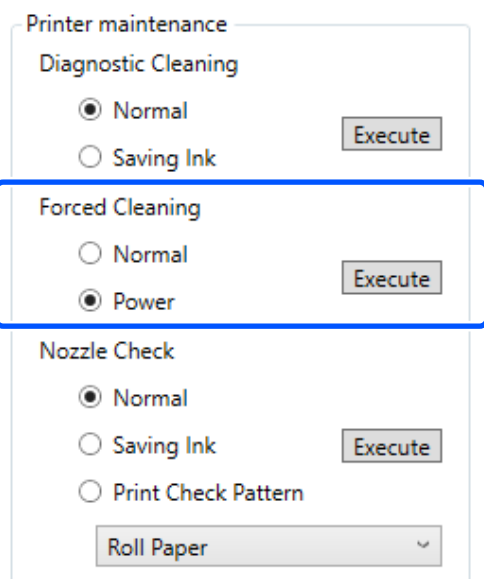 Printer maintenance
Diagnostic Cleaning
Normal
Execute
Saving Ink
Forced Cleaning
Normal
Execute
Power
Nozzle Check
Normal
Saving Ink
Execute
Print Check Pattern
Roll Paper